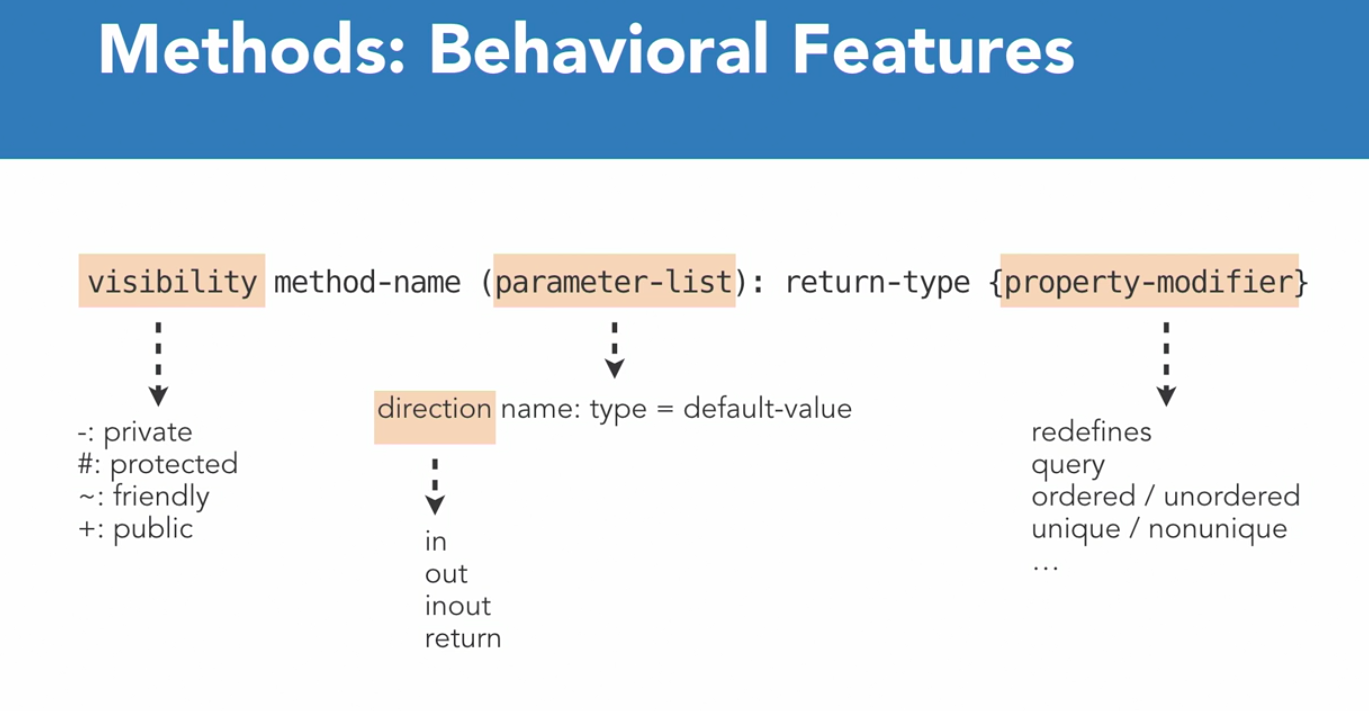 Methods: Behavioral Features
visibility method-name (parameter-list): return-type {property-modifier}
direction name: type = default-value
-: private
#: protected
~: friendly
+: public
in
out
inout
return
redefines
query
ordered / unordered
unique / nonunique
...